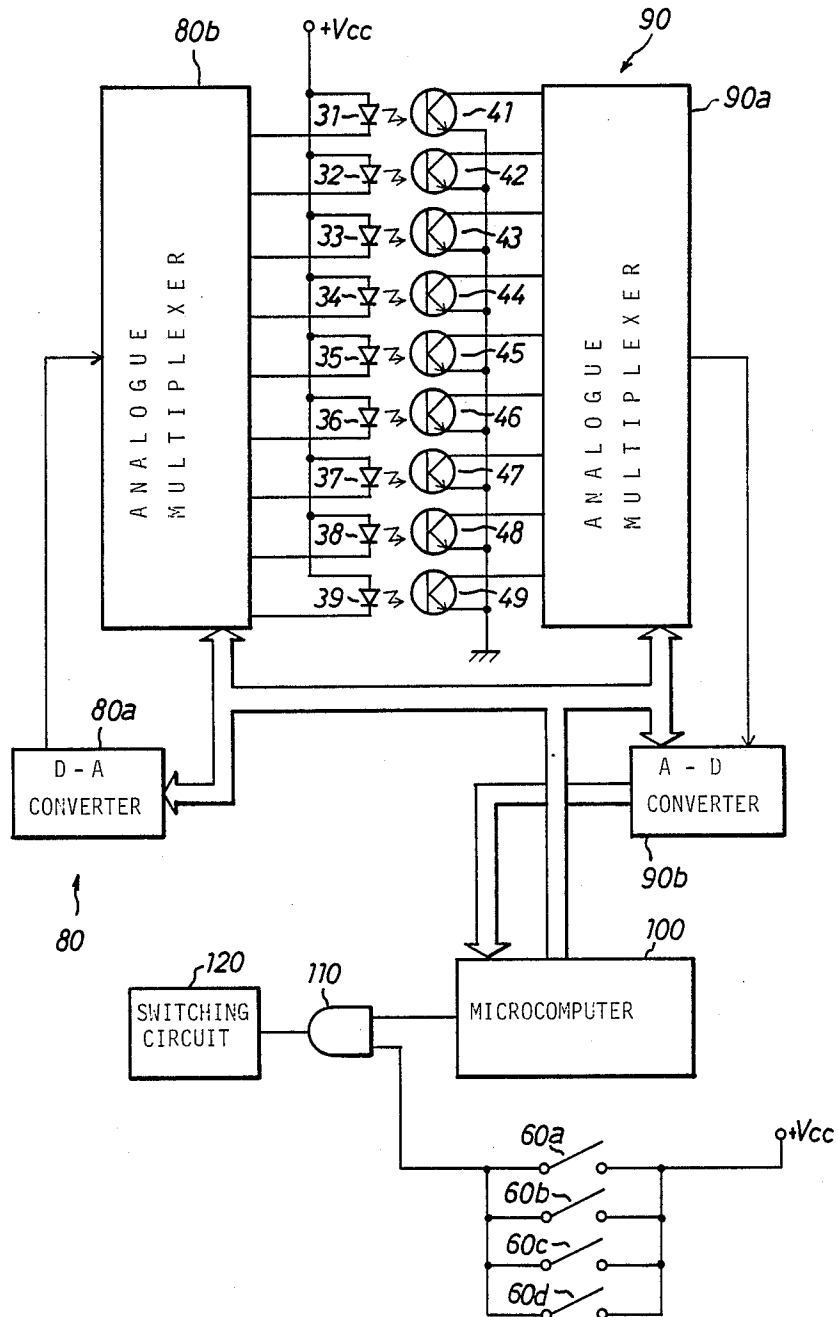 80b
+Vcc
90
90a
31
41
32
42
33
43
34
44
35
45
36
46
37
47
38
48
39
49
ANALOGUE
MULTIPLEXER
ANALOGUE
MULTIPLEXER
80a
D-A
CONVERTER
A-D
CONVERTER
90b
80
120
110
100
SWITCHING
CIRCUIT
MICROCOMPUTER
60a
+Vcc
60b
60c
60d